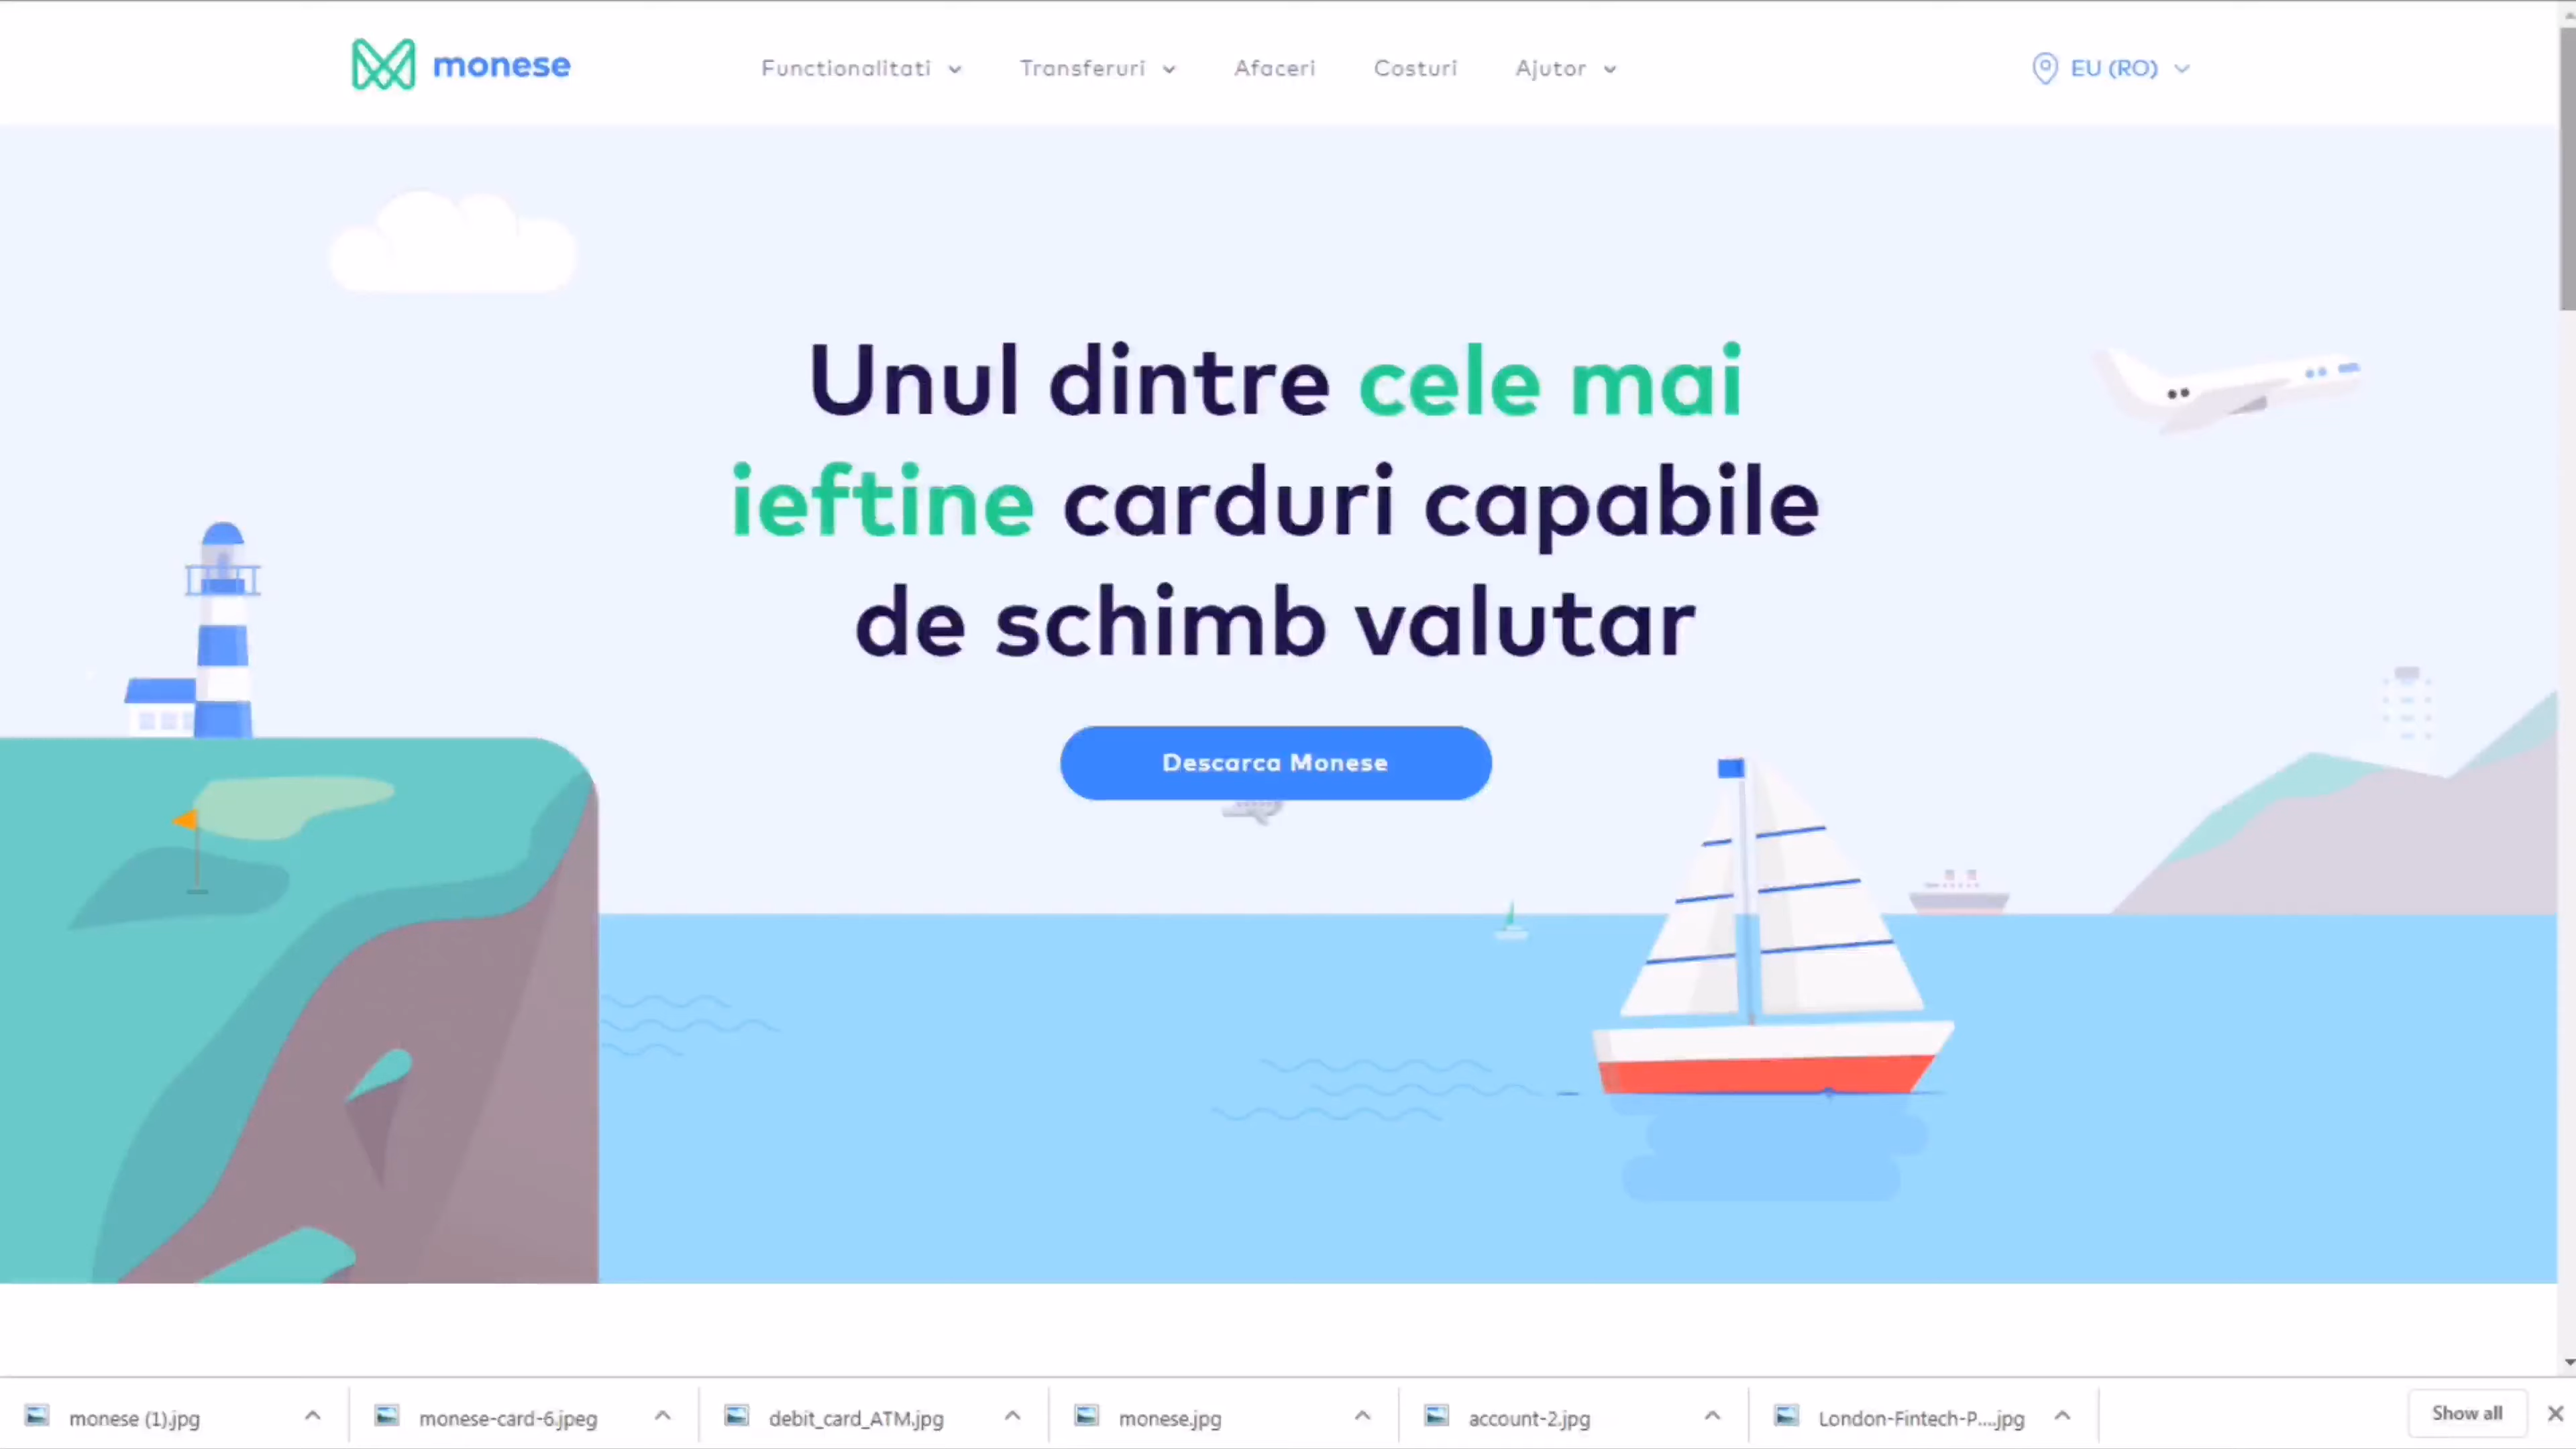 monese
Functionalitati
Transferuri
Afaceri
Costuri
Ajutor
EU (RO)
Unul dintre cele mai
ieftine carduri capabile
de schimb valutar
Descarca Monese
monese (1).jpg
monese-card-6.jpeg
debit_card_ATM.jpg
monese.jpg
account-2.jpg
London-Fintech-P....jpg
Show all